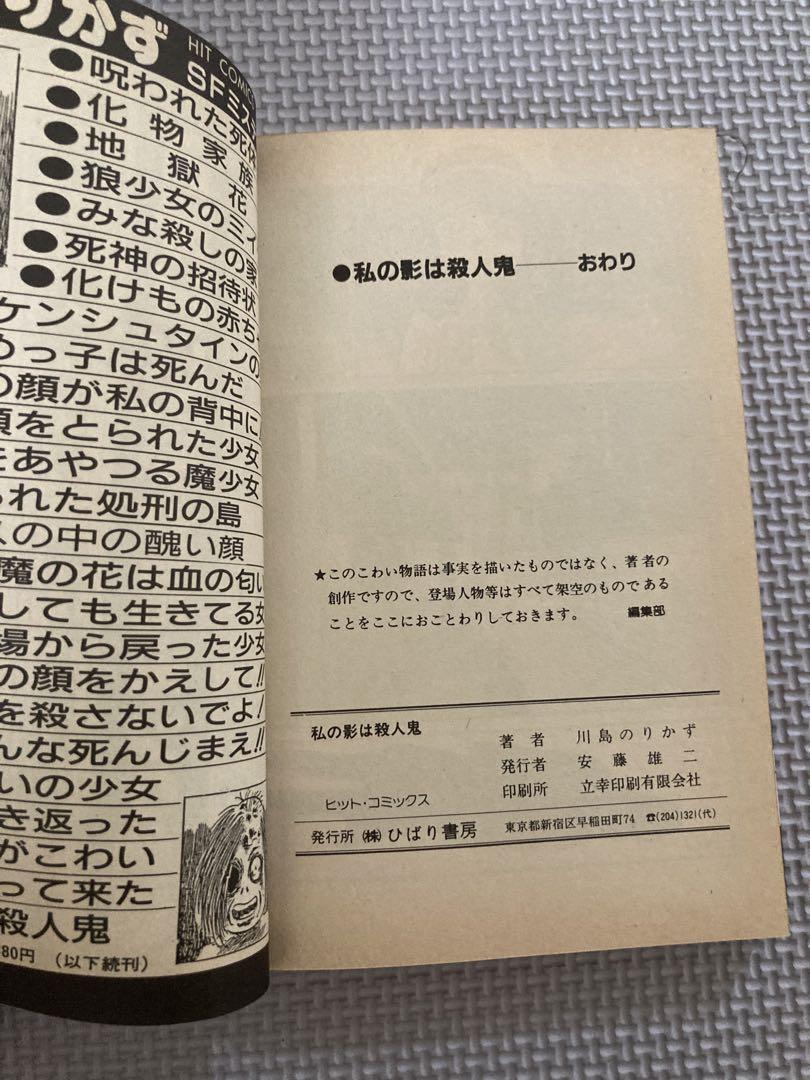 りかず
HIT COMIC
SFミス
●呪われた死体
●化物家族
●地獄花
●狼少女のミイ
●みな殺しの家
●死神の招待状
●化けもの赤ち
ケンシュタインの
めっ子は死んだ
の顔が私の背中に
顔をとられた少女
をあやつる魔少女
られた処刑の島
スの中の醜い顔
魔の花は血の匂い
しても生きてる女
場から戻った少女
の顔をかえして!!
を殺さないでよ!
んな死んじまえ!!
いの少女
き返った
がこわい
って来た
殺人鬼
80円 (以下続刊)
●私の影は殺人鬼――おわり
★このこわい物語は事実を描いたものではなく、著者の
創作ですので、登場人物等はすべて架空のものである
ことをここにおことわりしておきます。 編集部
私の影は殺人鬼
ヒット・コミックス
著者 川島のりかず
発行者 安藤雄二
印刷所 立幸印刷有限会社
発行所 (株)ひばり書房 東京都新宿区早稲田町74 ☎(204)1321(代)